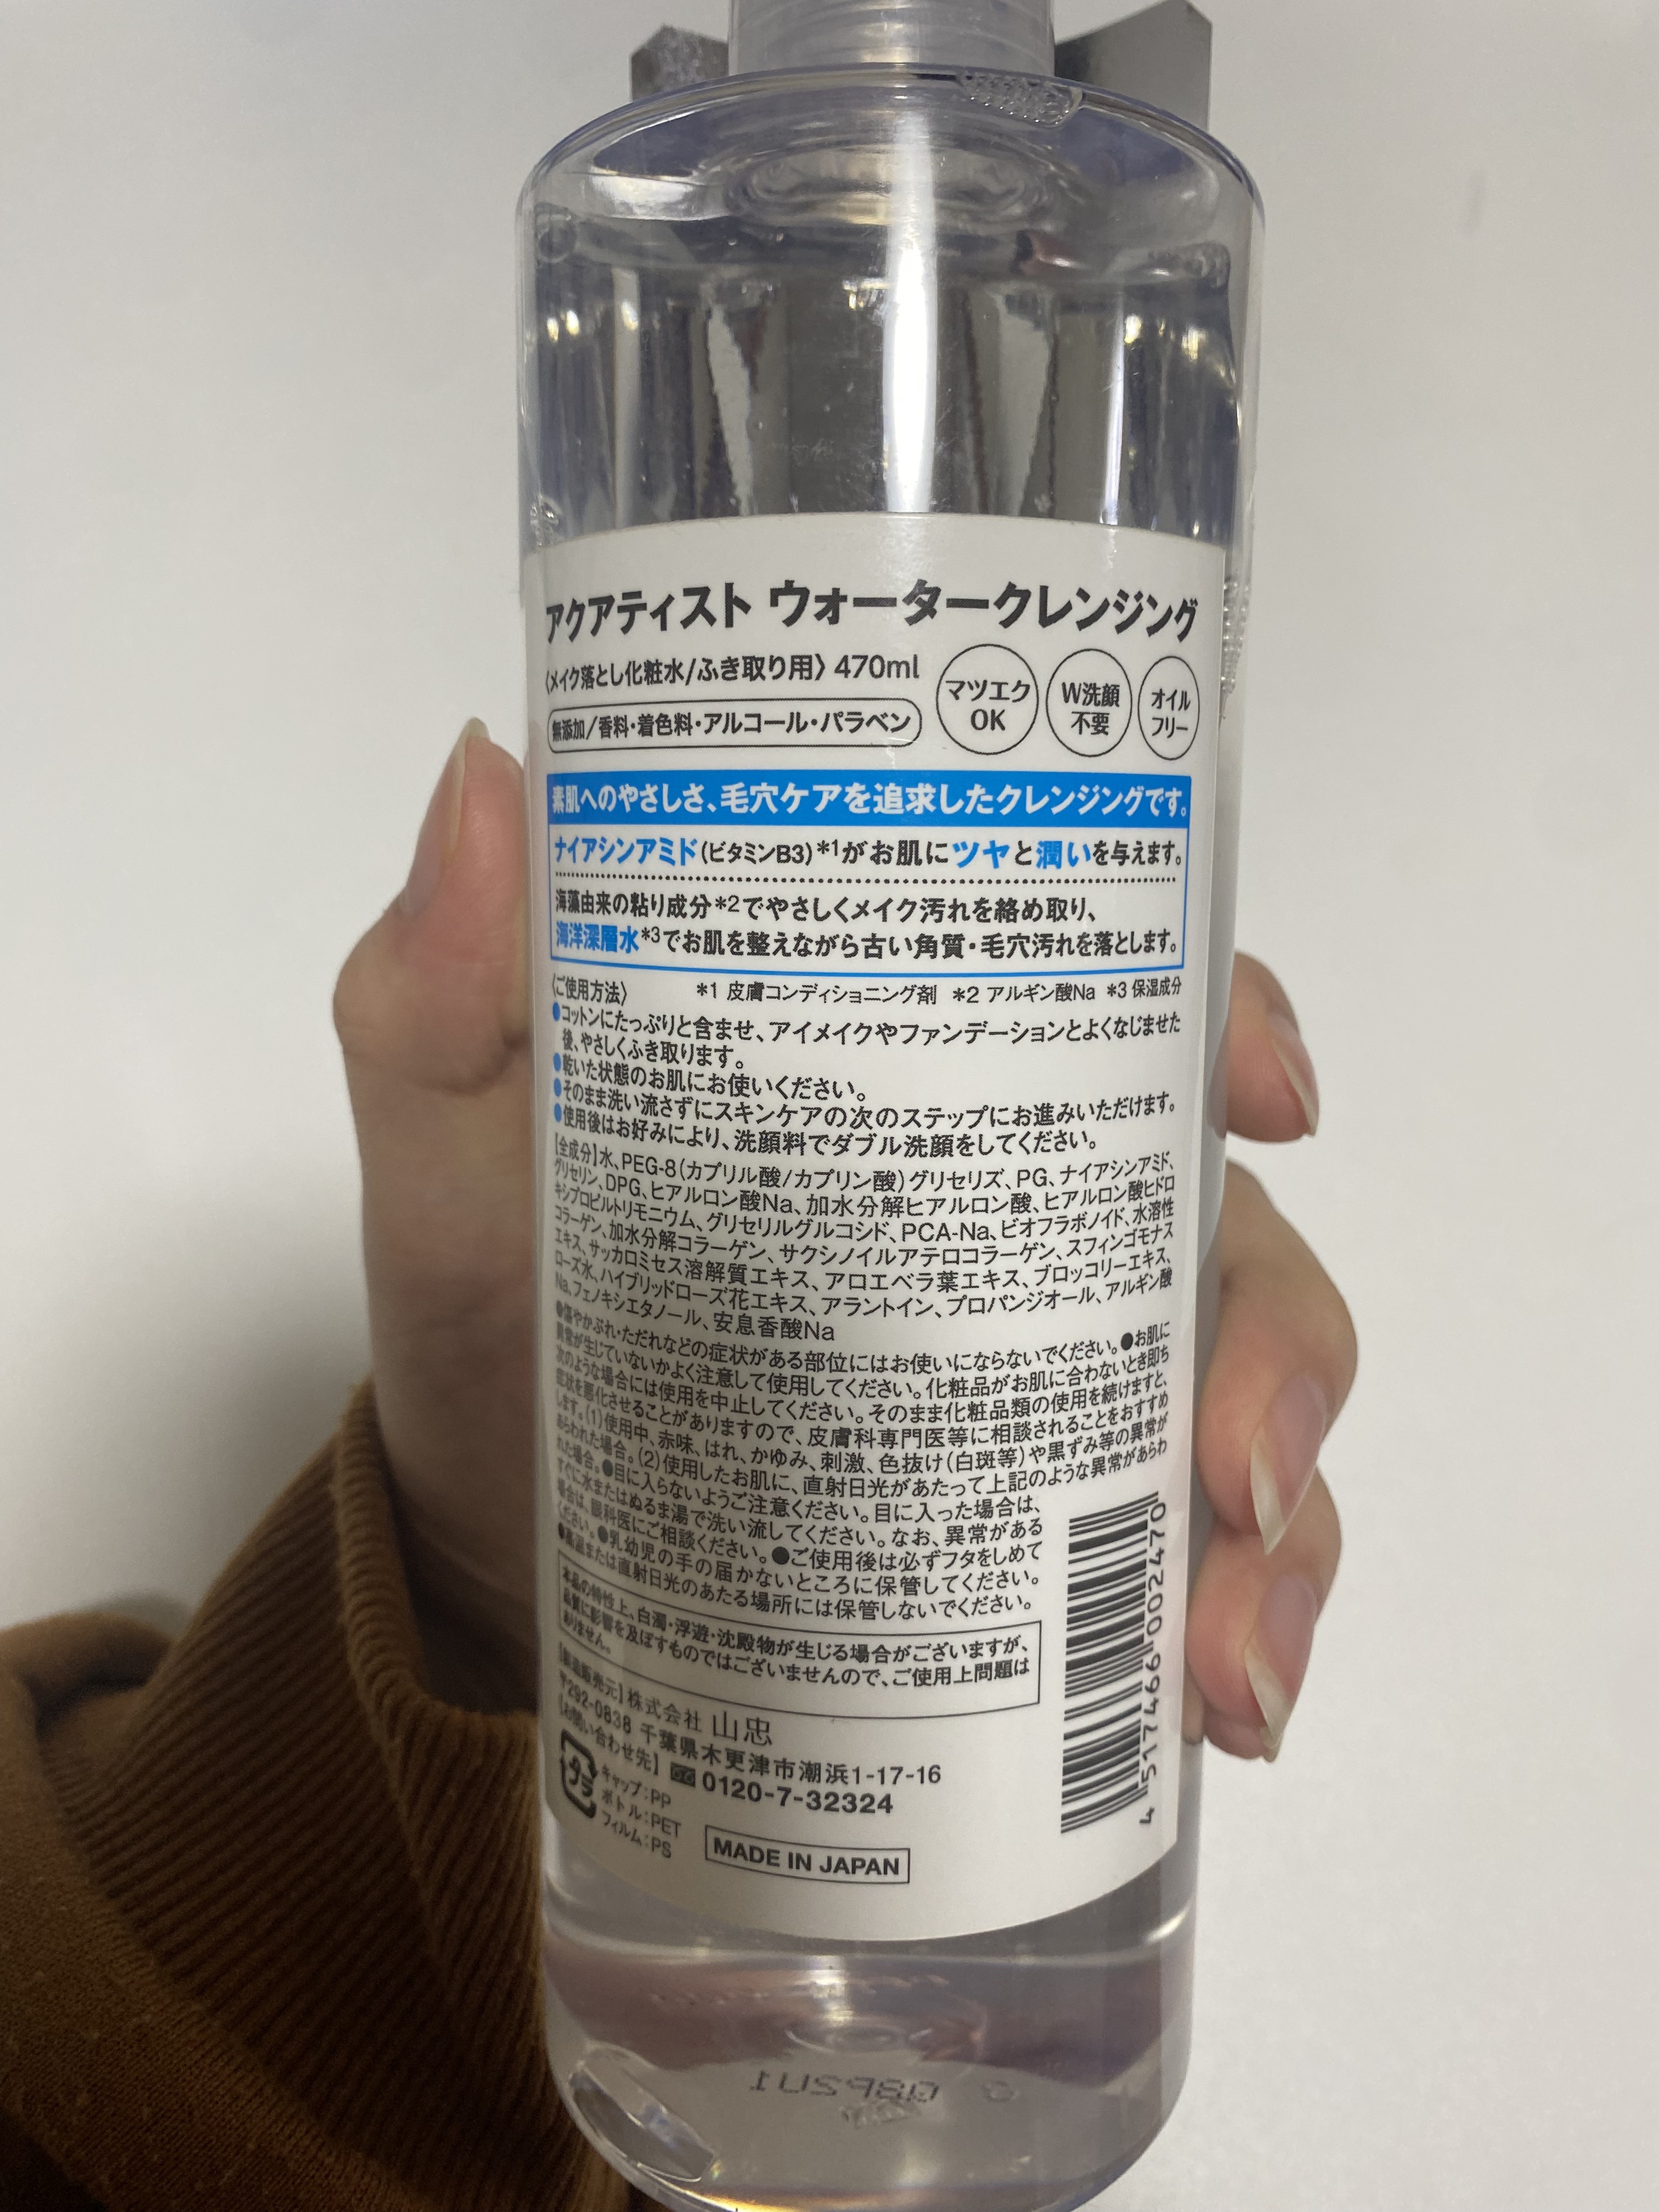 アクアティスト ウォータークレンジング
〈メイク落とし化粧水/ふき取り用〉470ml
無添加/香料・着色料・アルコール・パラベン
マツエク
OK
W洗顔
不要
オイル
フリー
素肌へのやさしさ、毛穴ケアを追求したクレンジングです。
ナイアシンアミド(ビタミンB3)*1がお肌にツヤと潤いを与えます。
海藻由来の粘り成分*2でやさしくメイク汚れを絡め取り、
海洋深層水*3でお肌を整えながら古い角質・毛穴汚れを落とします。
*1 皮膚コンディショニング剤 *2 アルギン酸Na *3 保湿成分
〈ご使用方法〉
●コットンにたっぷりと含ませ、アイメイクやファンデーションとよくなじませた
後、やさしくふき取ります。
●乾いた状態のお肌にお使いください。
●そのまま洗い流さずにスキンケアの次のステップにお進みいただけます。
●使用後はお好みにより、洗顔料でダブル洗顔をしてください。
【全成分】水、PEG-8(カプリル酸/カプリン酸)グリセリズ、PG、ナイアシンアミド、
グリセリン、DPG、ヒアルロン酸Na、加水分解ヒアルロン酸、ヒアルロン酸ヒドロ
キシプロピルトリモニウム、グリセリルグルコシド、PCA-Na、ビオフラボノイド、水溶性
コラーゲン、加水分解コラーゲン、サクシノイルアテロコラーゲン、スフィンゴモナス
エキス、サッカロミセス溶解質エキス、アロエベラ葉エキス、ブロッコリーエキス、
ローズ水、ハイブリッドローズ花エキス、アラントイン、プロパンジオール、アルギン酸
Na、フェノキシエタノール、安息香酸Na
●傷やかぶれ・ただれなどの症状がある部位にはお使いにならないでください。●お肌に
異常が生じていないかよく注意して使用してください。化粧品がお肌に合わないとき即ち
次のような場合には使用を中止してください。そのまま化粧品類の使用を続けますと、
症状を悪化させることがありますので、皮膚科専門医等に相談されることをおすすめ
します。(1)使用中、赤味、はれ、かゆみ、刺激、色抜け(白斑等)や黒ずみ等の異常が
あらわれた場合。(2)使用したお肌に、直射日光があたって上記のような異常があらわ
れた場合。●目に入らないようご注意ください。目に入った場合は、
すぐに水またはぬるま湯で洗い流してください。なお、異常がある
場合は、眼科医にご相談ください。●ご使用後は必ずフタをしめて
ください。●乳幼児の手の届かないところに保管してください。
●高温または直射日光のあたる場所には保管しないでください。
本品の特性上、白濁・浮遊・沈殿物が生じる場合がございますが、
品質に影響を及ぼすものではございませんので、ご使用上問題は
ありません。
【製造販売元】株式会社 山忠
〒292-0838 千葉県木更津市潮浜1-17-16
【お問い合わせ先】 0120-7-32324
プラ
キャップ:PP
ボトル:PET
フィルム:PS
MADE IN JAPAN
4517466002470